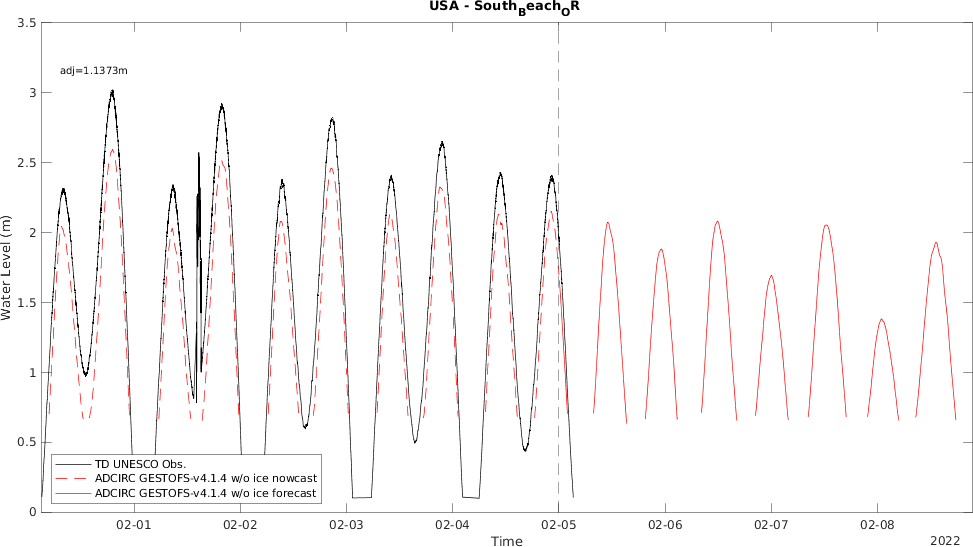 USA - South_Beach_OR
adj=1.1373m
3.5
3
2.5
2
1.5
1
0.5
0
Water Level (m)
TD UNESCO Obs.
ADCIRC GESTOFS-v4.1.4 w/o ice nowcast
ADCIRC GESTOFS-v4.1.4 w/o ice forecast
02-01 02-02 02-03 02-04 02-05 02-06 02-07 02-08
Time
2022